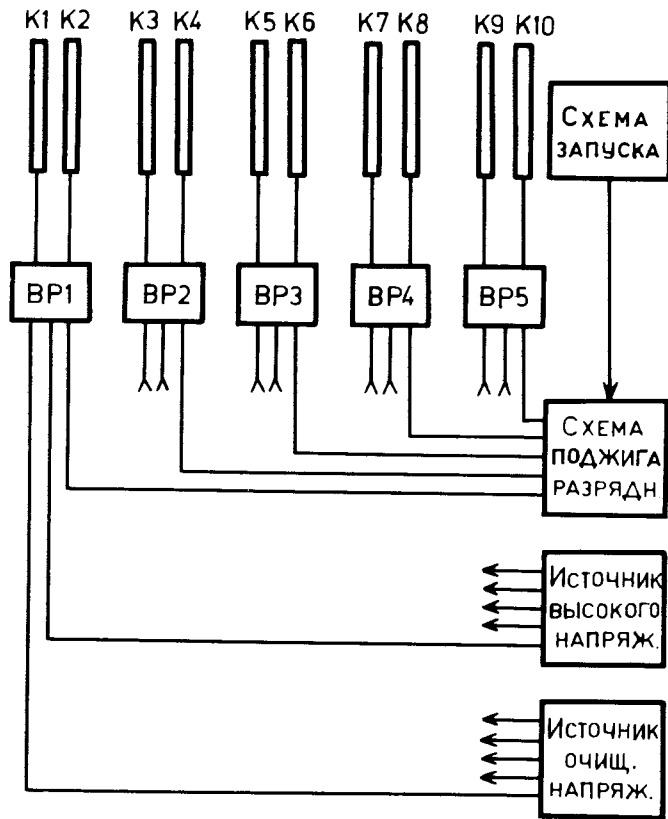 К1 К2 К3 К4 К5 К6 К7 К8 К9 К10
Схема
запуска
ВР1 ВР2 ВР3 ВР4 ВР5
Схема
поджига
разрядн.
Источник
высокого
напряж.
Источник
очищ.
напряж.